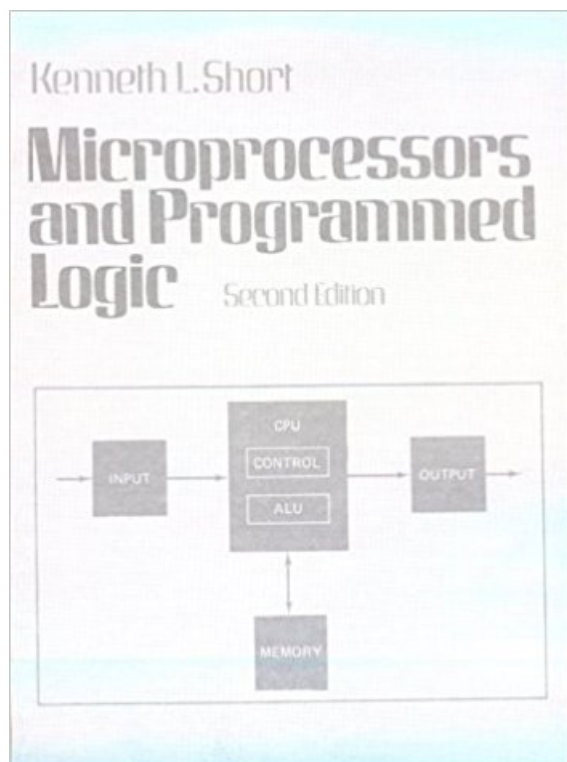 Kenneth L. Short
Microprocessors
and Programmed
Logic Second Edition
CPU
INPUT CONTROL OUTPUT
ALU
MEMORY